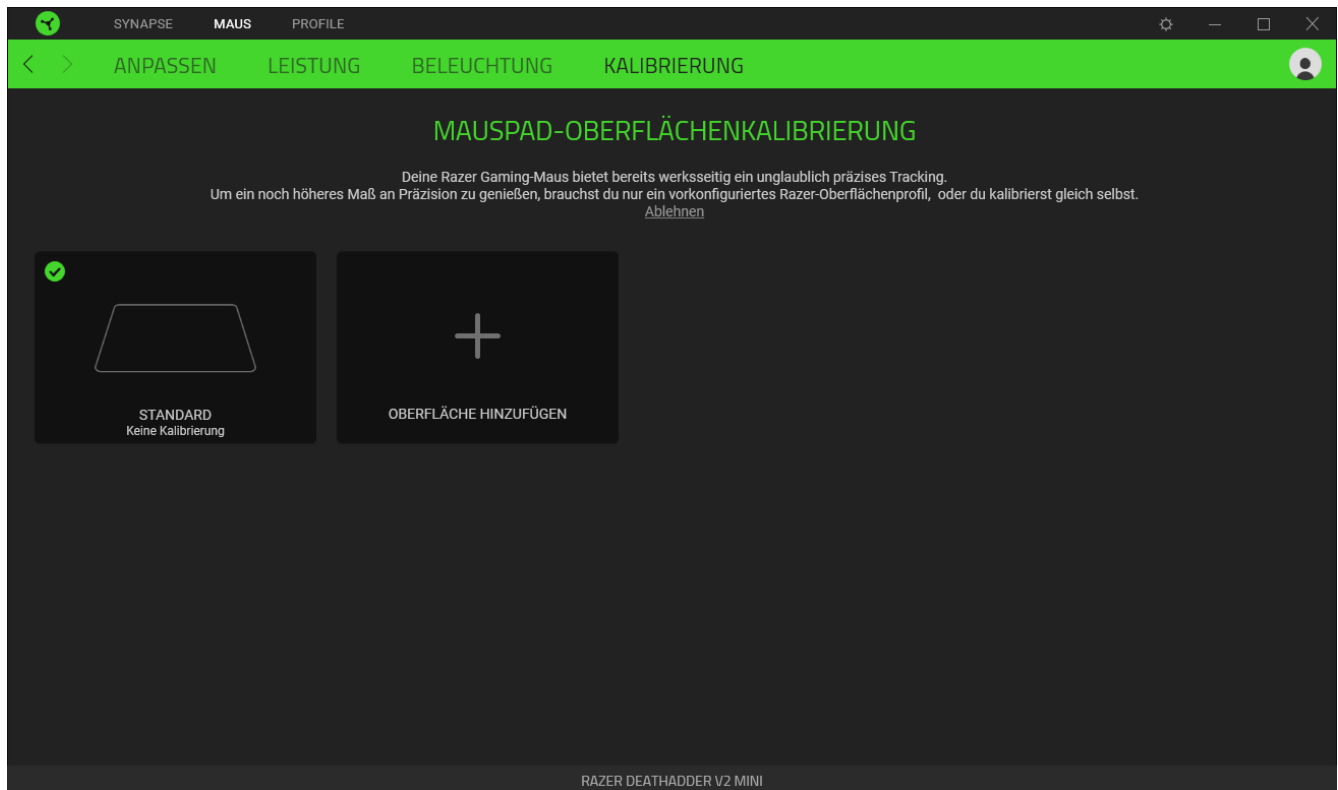 SYNAPSE MAUS PROFILE
ANPASSEN LEISTUNG BELEUCHTUNG KALIBRIERUNG
MAUSPAD-OBERFLÄCHENKALIBRIERUNG
Deine Razer Gaming-Maus bietet bereits werksseitig ein unglaublich präzises Tracking.
Um ein noch höheres Maß an Präzision zu genießen, brauchst du nur ein vorkonfiguriertes Razer-Oberflächenprofil, oder du kalibrierst gleich selbst.
Ablehnen
STANDARD
Keine Kalibrierung
OBERFLÄCHE HINZUFÜGEN
RAZER DEATHADDER V2 MINI